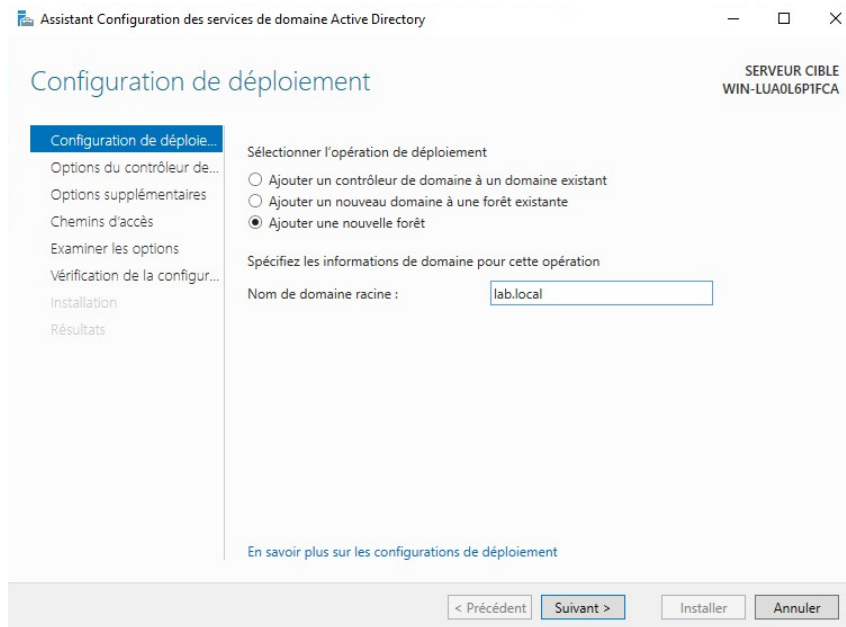 Assistant Configuration des services de domaine Active Directory
Configuration de déploiement
SERVEUR CIBLE
WIN-LUA0L6P1FCA
Configuration de déploie...
Options du contrôleur de...
Options supplémentaires
Chemins d'accès
Examiner les options
Vérification de la configur...
Installation
Résultats
Sélectionner l'opération de déploiement
Ajouter un contrôleur de domaine à un domaine existant
Ajouter un nouveau domaine à une forêt existante
Ajouter une nouvelle forêt
Spécifiez les informations de domaine pour cette opération
Nom de domaine racine : lab.local
En savoir plus sur les configurations de déploiement
< Précédent Suivant > Installer Annuler